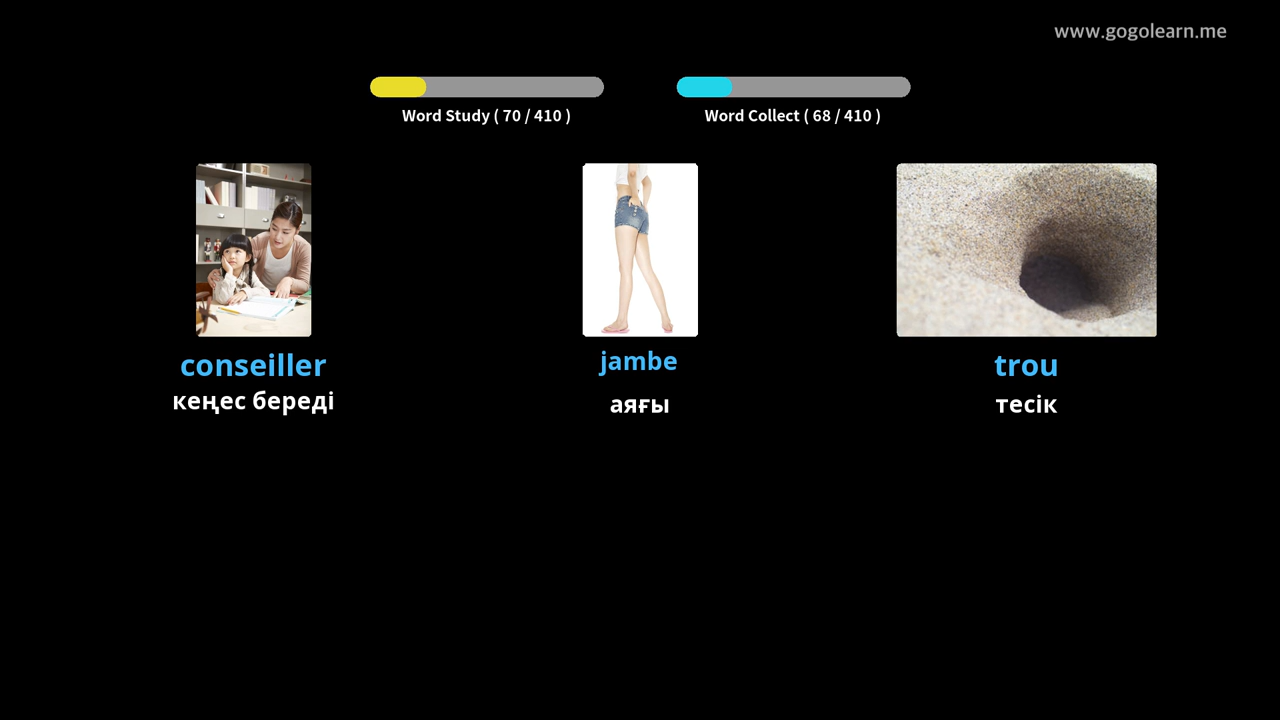 www.gogolearn.me
Word Study ( 70 / 410 )
Word Collect ( 68 / 410 )
conseiller
кеңес береді
jambe
аяғы
trou
тесік